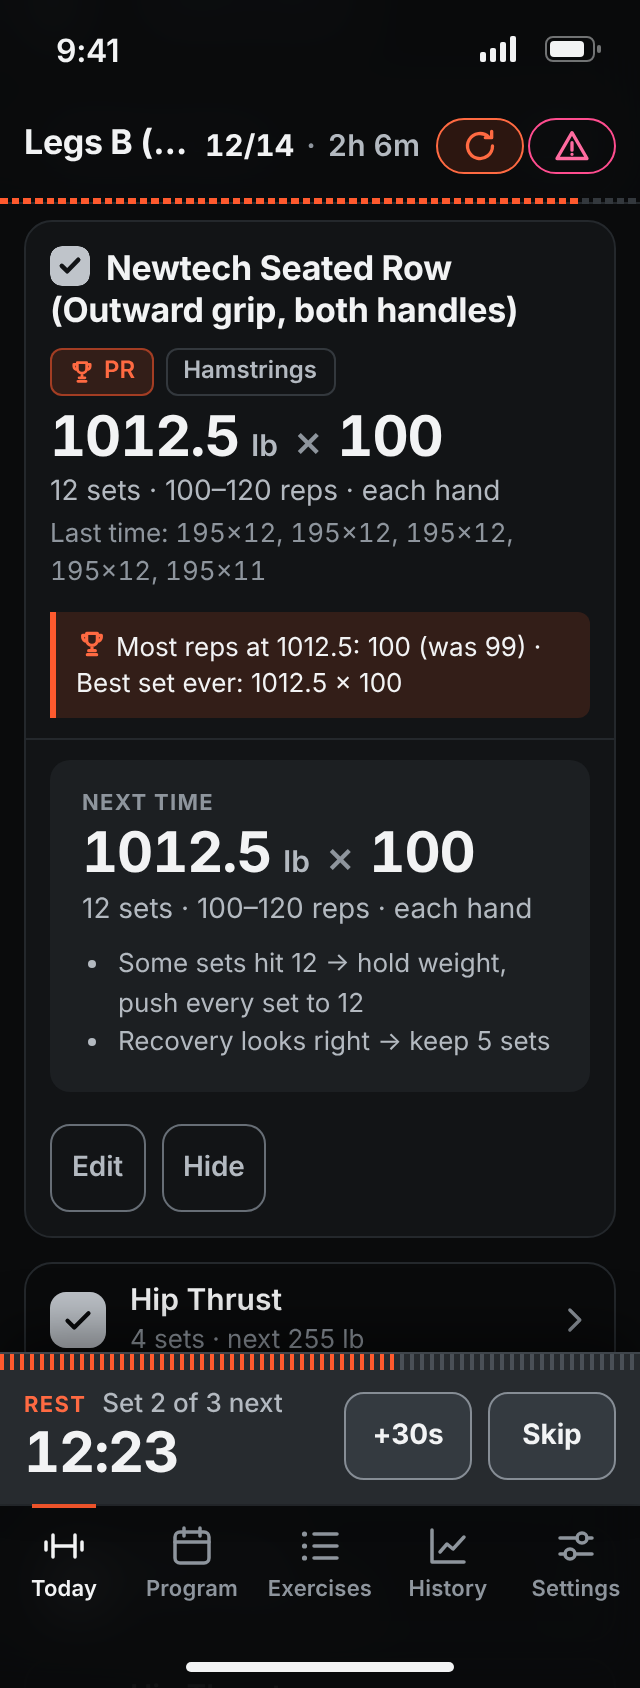 9:41
Legs B (... 12/14 · 2h 6m
Newtech Seated Row
(Outward grip, both handles)
PR Hamstrings
1012.5 lb × 100
12 sets · 100–120 reps · each hand
Last time: 195×12, 195×12, 195×12,
195×12, 195×11
Most reps at 1012.5: 100 (was 99) ·
Best set ever: 1012.5 × 100
NEXT TIME
1012.5 lb × 100
12 sets · 100–120 reps · each hand
• Some sets hit 12 → hold weight,
push every set to 12
• Recovery looks right → keep 5 sets
Edit Hide
Hip Thrust
4 sets · next 255 lb
REST Set 2 of 3 next
12:23
+30s Skip
Today Program Exercises History Settings